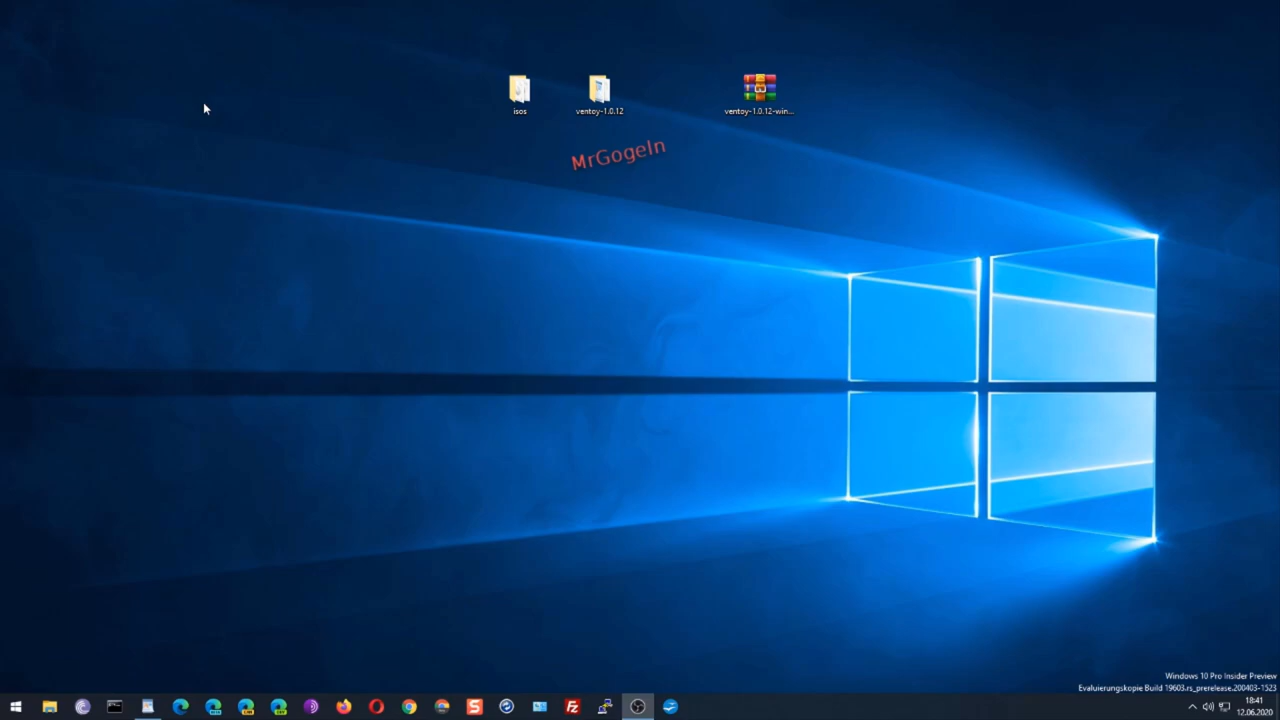 isos
ventoy-1.0.12
ventoy-1.0.12-win...
MrGogeln
Windows 10 Pro Insider Preview
Evaluierungskopie Build 19603.rs_prerelease.200403-1523
18:41
12.06.2020